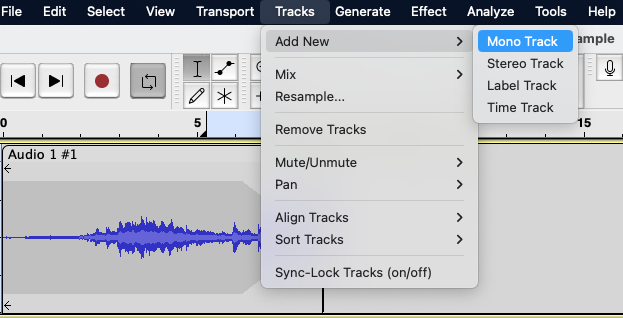 File Edit Select View Transport Tracks Generate Effect Analyze Tools Help
Add New
Mono Track
ample
Stereo Track
Mix
Label Track
Resample...
Time Track
0 5 15
Remove Tracks
Audio 1 #1
Mute/Unmute
Pan
Align Tracks
Sort Tracks
Sync-Lock Tracks (on/off)